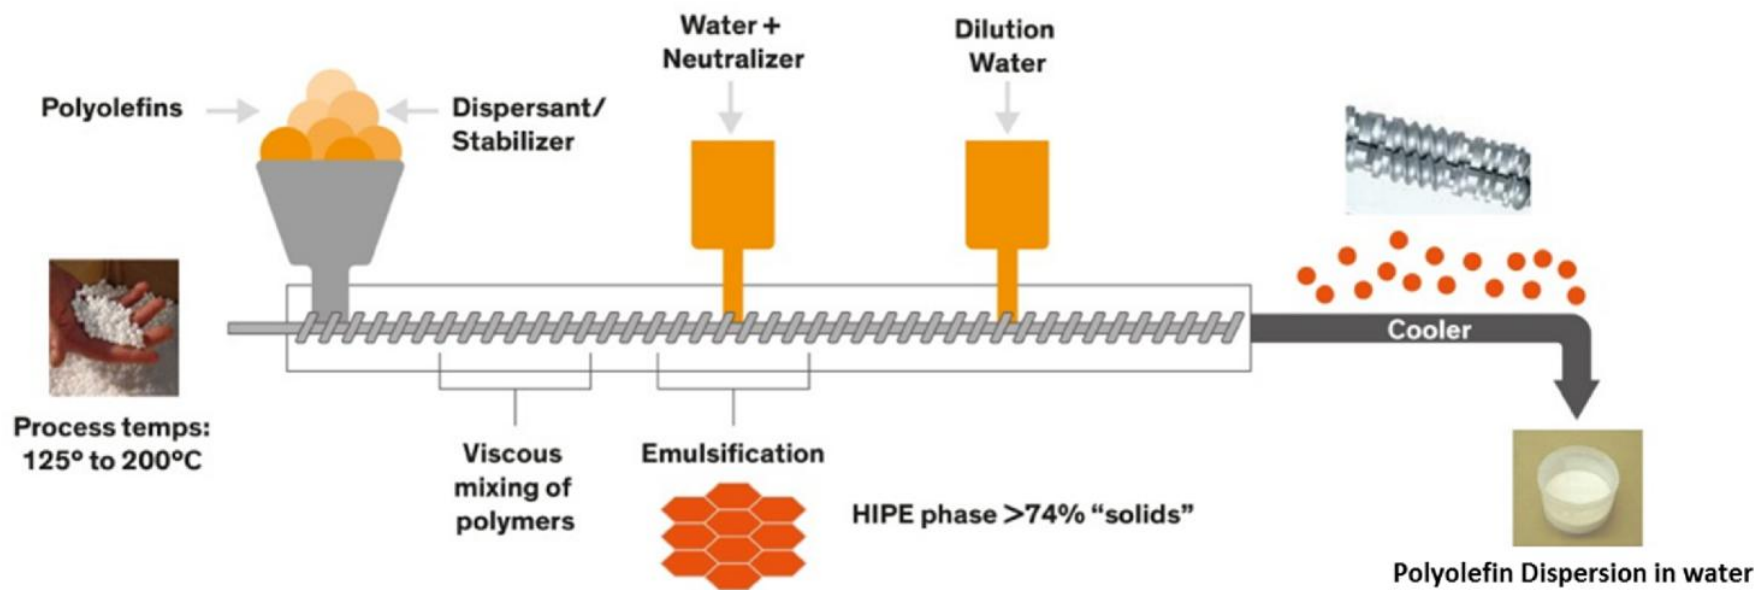 Water +
Neutralizer
Dilution
Water
Polyolefins
Dispersant/
Stabilizer
Cooler
Process temps:
125° to 200°C
Viscous
mixing of
polymers
Emulsification
HIPE phase >74% “solids”
Polyolefin Dispersion in water